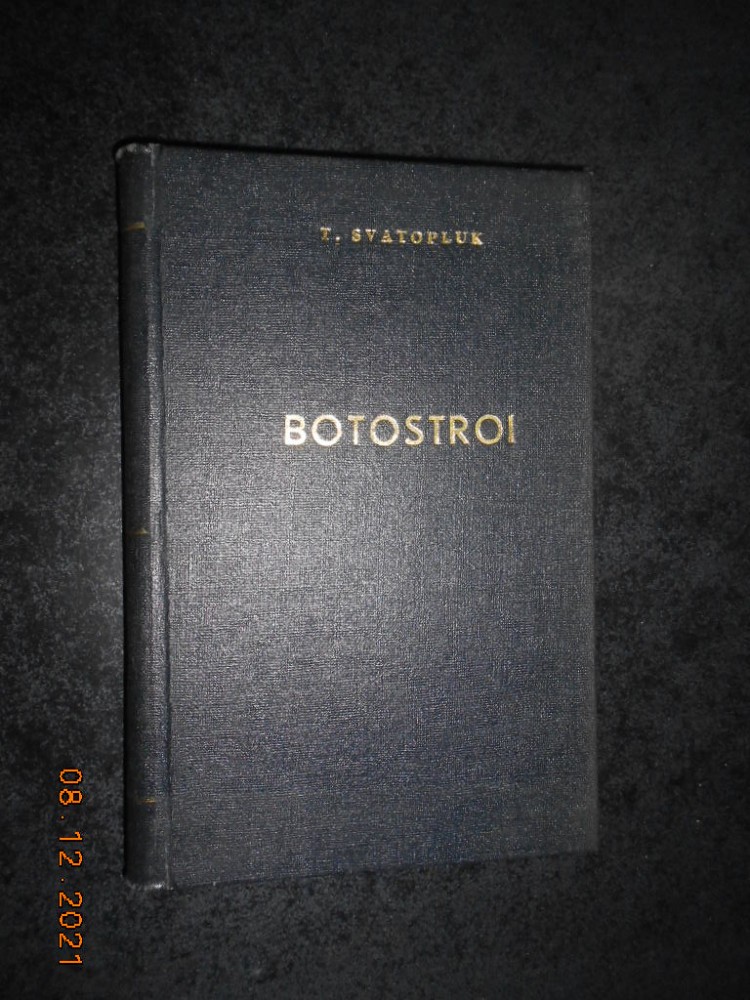 T. SVATOPLUK
BOTOSTROI
08.12.2021